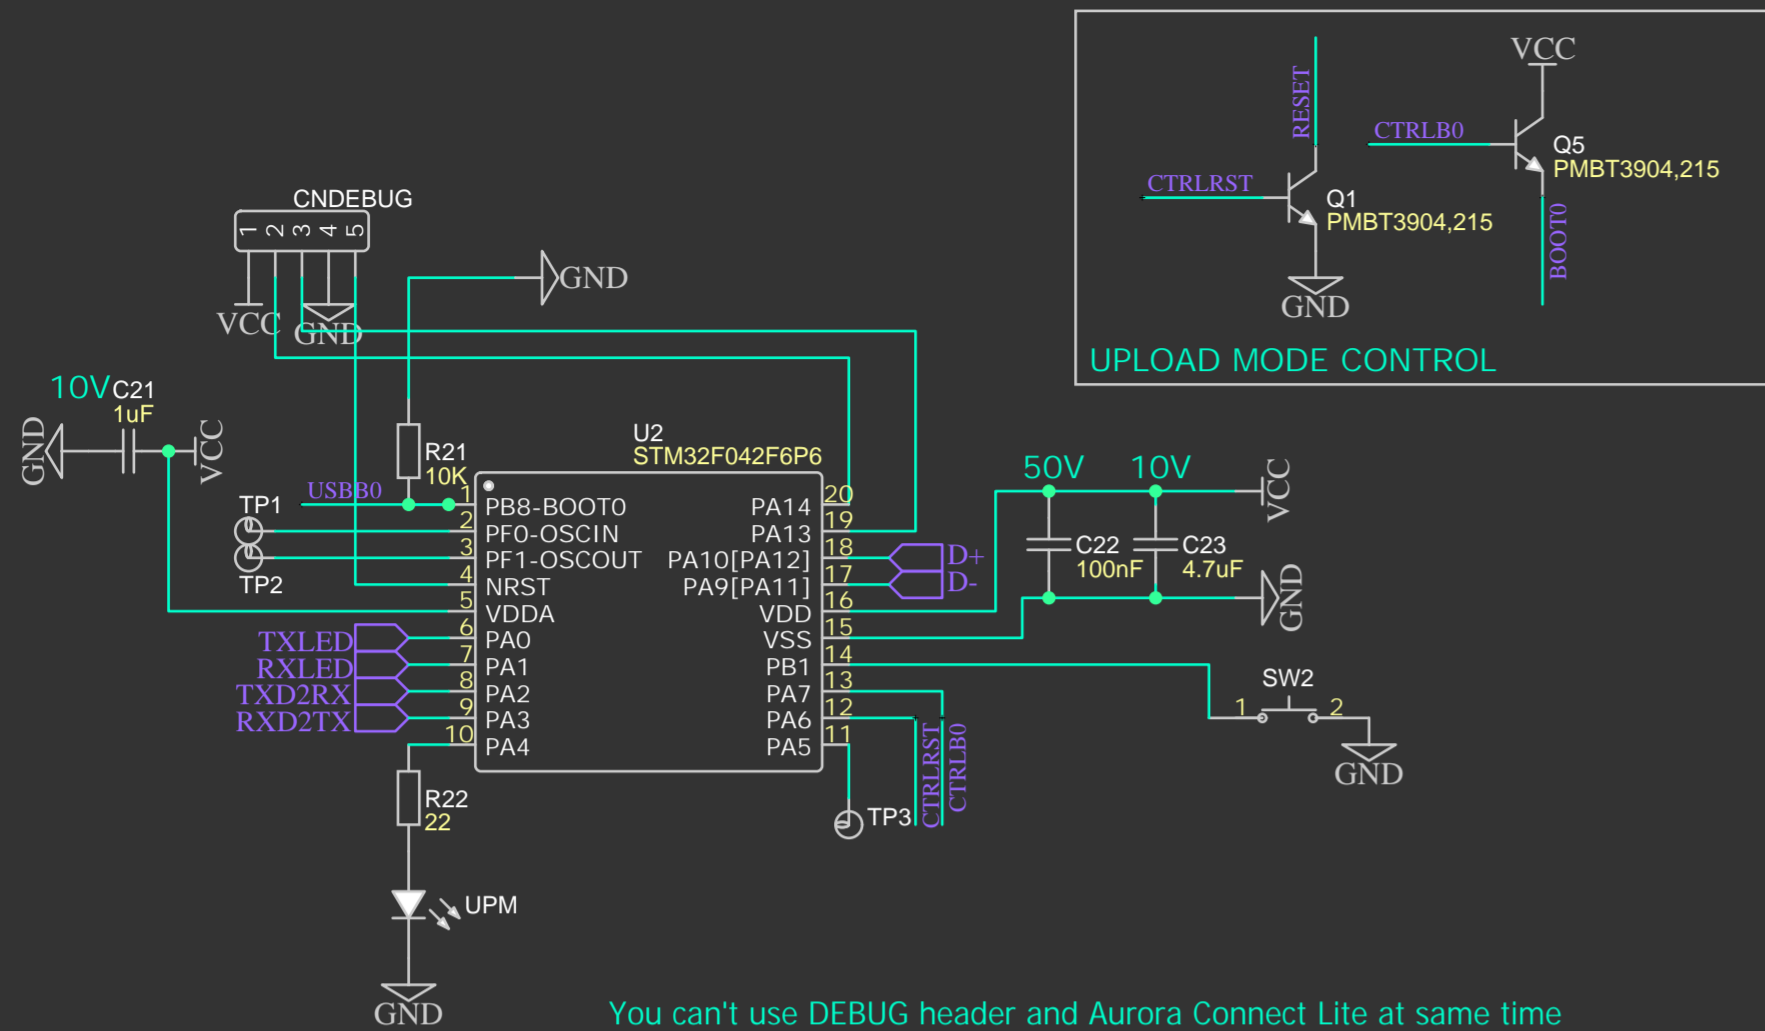 VCC
RESET
CTRLB0
Q5
PMBT3904,215
CTRLRST
Q1
PMBT3904,215
BOOT0
GND
UPLOAD MODE CONTROL
CNDEBUG
1 2 3 4 5
VCC
GND
GND
10V C21
1uF
GND
VCC
R21
10K
U2
STM32F042F6P6
USBB0
TP1
TP2
1 PB8-BOOT0
2 PF0-OSCIN
3 PF1-OSCOUT
4 NRST
5 VDDA
6 PA0
7 PA1
8 PA2
9 PA3
10 PA4
PA14 20
PA13 19
PA10[PA12] 18
PA9[PA11] 17
VDD 16
VSS 15
PB1 14
PA7 13
PA6 12
PA5 11
TXLED
RXLED
TXD2RX
RXD2TX
D+
D-
50V
10V
VCC
C22
100nF
C23
4.7uF
GND
SW2
1 2
GND
CTRLRST
CTRLB0
TP3
R22
22
UPM
GND
You can't use DEBUG header and Aurora Connect Lite at same time